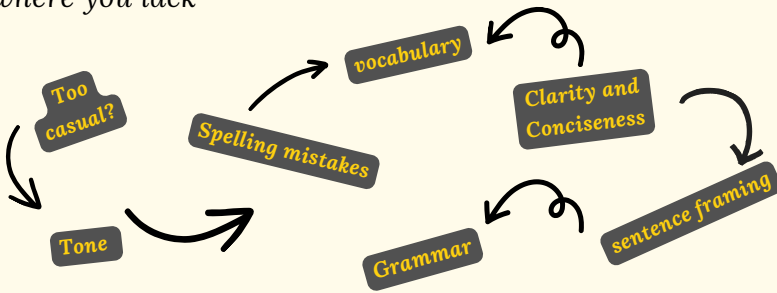 where you lack
Too
casual?
Tone
Spelling mistakes
vocabulary
Clarity and
Conciseness
sentence framing
Grammar